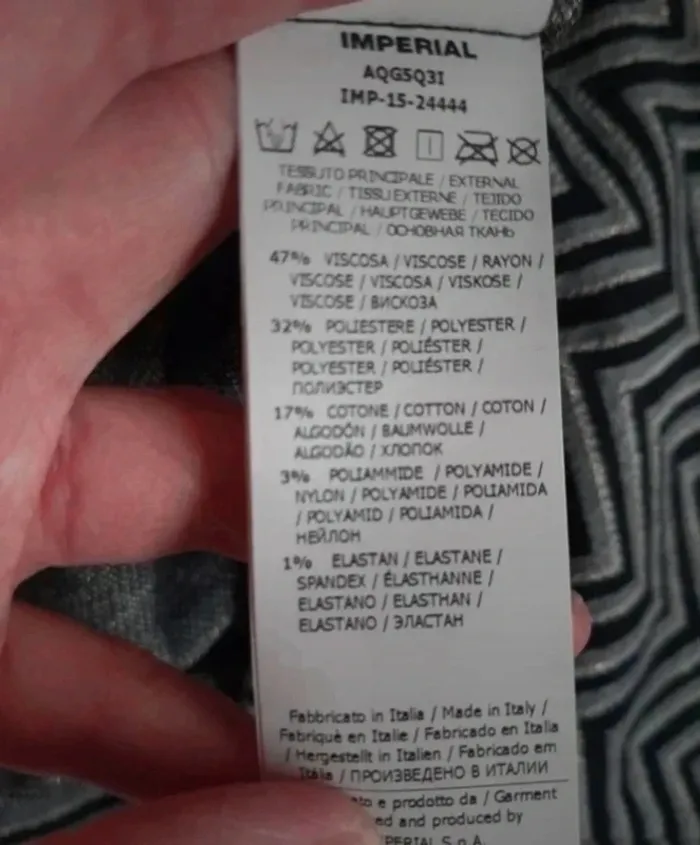 IMPERIAL
AQG5Q3I
IMP-15-24444
TESSUTO PRINCIPALE / EXTERNAL
FABRIC / TISSU EXTERNE / TEJIDO
PRINCIPAL / HAUPTGEWEBE / TECIDO
PRINCIPAL / ОСНОВНАЯ ТКАНЬ
47% VISCOSA / VISCOSE / RAYON /
VISCOSE / VISCOSA / VISKOSE /
VISCOSE / ВИСКОЗА
32% POLIESTERE / POLYESTER /
POLYESTER / POLIÉSTER /
POLYESTER / POLIÉSTER /
ПОЛИЭСТЕР
17% COTONE / COTTON / COTON /
ALGODÓN / BAUMWOLLE /
ALGODÃO / ХЛОПОК
3% POLIAMMIDE / POLYAMIDE /
NYLON / POLYAMIDE / POLIAMIDA
/ POLYAMID / POLIAMIDA /
НЕЙЛОН
1% ELASTAN / ELASTANE /
SPANDEX / ÉLASTHANNE /
ELASTANO / ELASTHAN /
ELASTANO / ЭЛАСТАН
Fabbricato in Italia / Made in Italy /
Fabriqué en Italie / Fabricado en Italia
/ Hergestellt in Italien / Fabricado em
Itália / ПРОИЗВЕДЕНО В ИТАЛИИ
e prodotto da / Garment
and produced by
S.p.A.